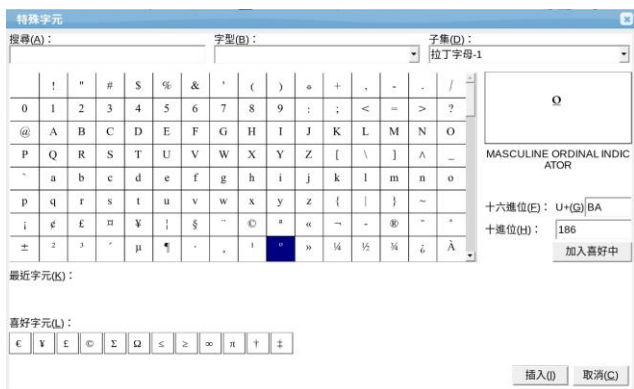 特殊字元
搜尋(A)：
字型(B)：
子集(D)：
拉丁字母-1
! " # $ % & ' ( ) * + , - . /
0 1 2 3 4 5 6 7 8 9 : ; < = > ?
@ A B C D E F G H I J K L M N O
P Q R S T U V W X Y Z [ \ ] ^ _
` a b c d e f g h i j k l m n o
p q r s t u v w x y z { | } ~
¡ ¢ £ ¤ ¥ ¦ § ¨ © ª « ¬ - ® ¯ °
± ² ³ ´ µ ¶ · ¸ ¹ º » ¼ ½ ¾ ¿ À
º
MASCULINE ORDINAL INDIC
ATOR
十六進位(F)： U+(G) BA
十進位(H)： 186
加入喜好中
最近字元(K)：
喜好字元(L)：
€ ¥ £ © Σ Ω ≤ ≥ ∞ π † ‡
插入(I) 取消(C)